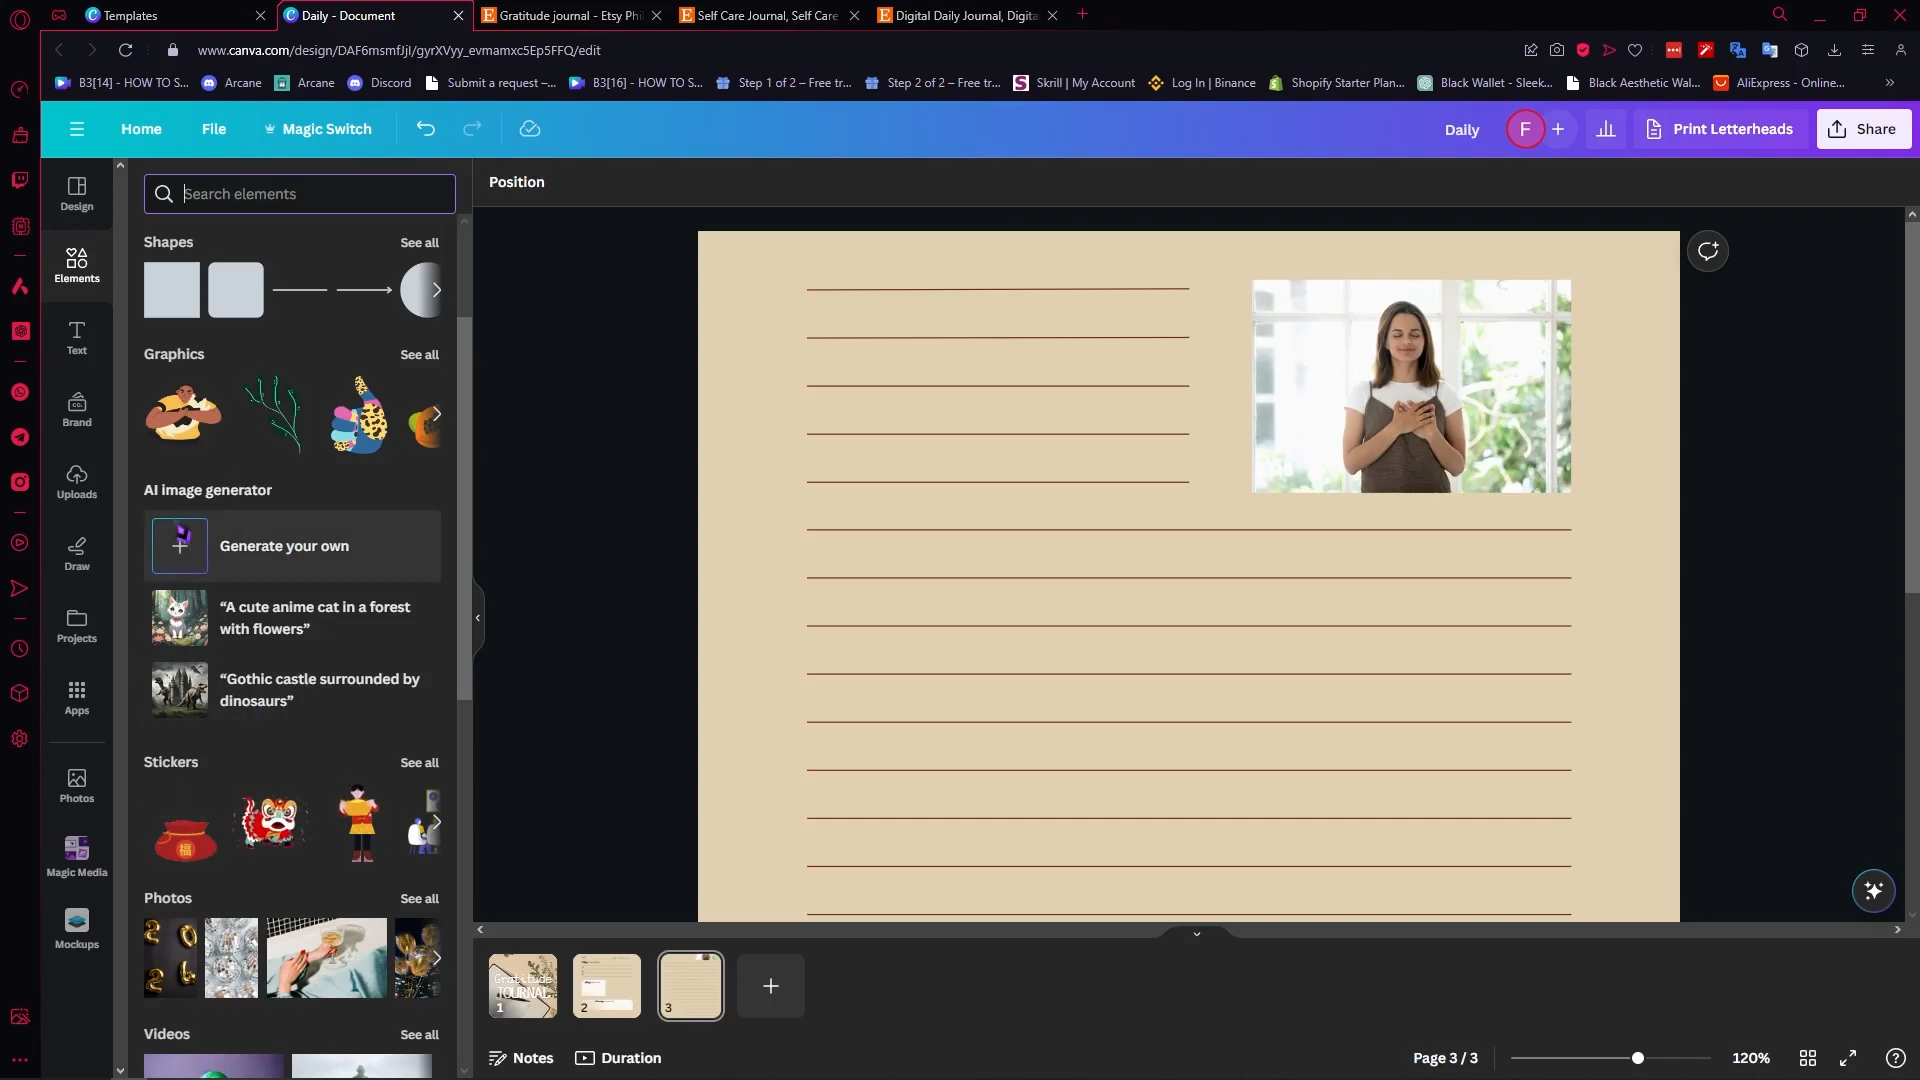 Templates
Daily - Document
Gratitude journal - Etsy Phil
Self Care Journal, Self Care
Digital Daily Journal, Digita
www.canva.com/design/DAF6msmfJjI/gyrXVyy_evmamxc5Ep5FFQ/edit
B3[14] - HOW TO S...
Arcane
Arcane
Discord
Submit a request –...
B3[16] - HOW TO S...
Step 1 of 2 – Free tr...
Step 2 of 2 – Free tr...
Skrill | My Account
Log In | Binance
Shopify Starter Plan...
Black Wallet - Sleek...
Black Aesthetic Wal...
AliExpress - Online...
Home
File
Magic Switch
Daily
F
Print Letterheads
Share
Design
Elements
Text
Brand
Uploads
Draw
Projects
Apps
Photos
Magic Media
Mockups
Search elements
Shapes
See all
Graphics
See all
AI image generator
Generate your own
“A cute anime cat in a forest
with flowers”
“Gothic castle surrounded by
dinosaurs”
Stickers
See all
福
Photos
See all
Videos
See all
Position
Gratitude
JOURNAL
1
2
3
Notes
Duration
Page 3 / 3
120%